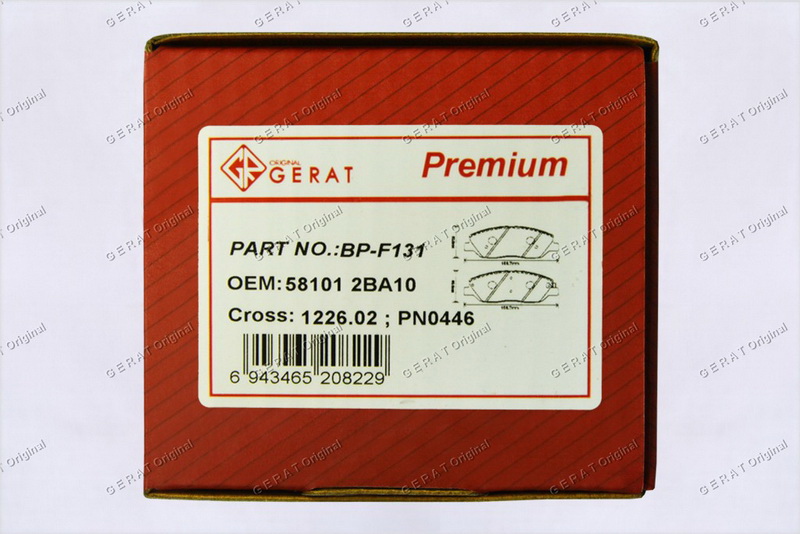 ORIGINAL
GERAT
Premium
PART NO.:BP-F131
OEM:58101 2BA10
Cross: 1226.02 ; PN0446
6 943465 208229
GERAT Original